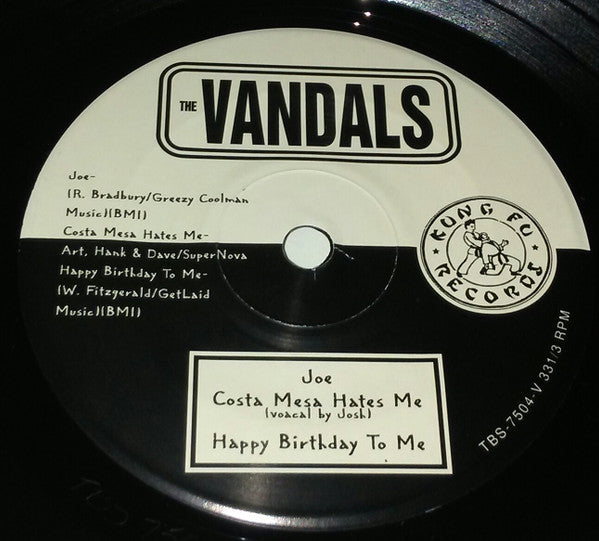 THE VANDALS
Joe-
(R. Bradbury/Greezy Coolman
Music)(BMI)
Costa Mesa Hates Me-
Art, Hank & Dave/SuperNova
Happy Birthday To Me-
(W. Fitzgerald/GetLaid
Music)(BMI)
KUNG FU
RECORDS
Joe
Costa Mesa Hates Me
(voacal by Josh)
Happy Birthday To Me
TBS-7504-V 331/3 RPM